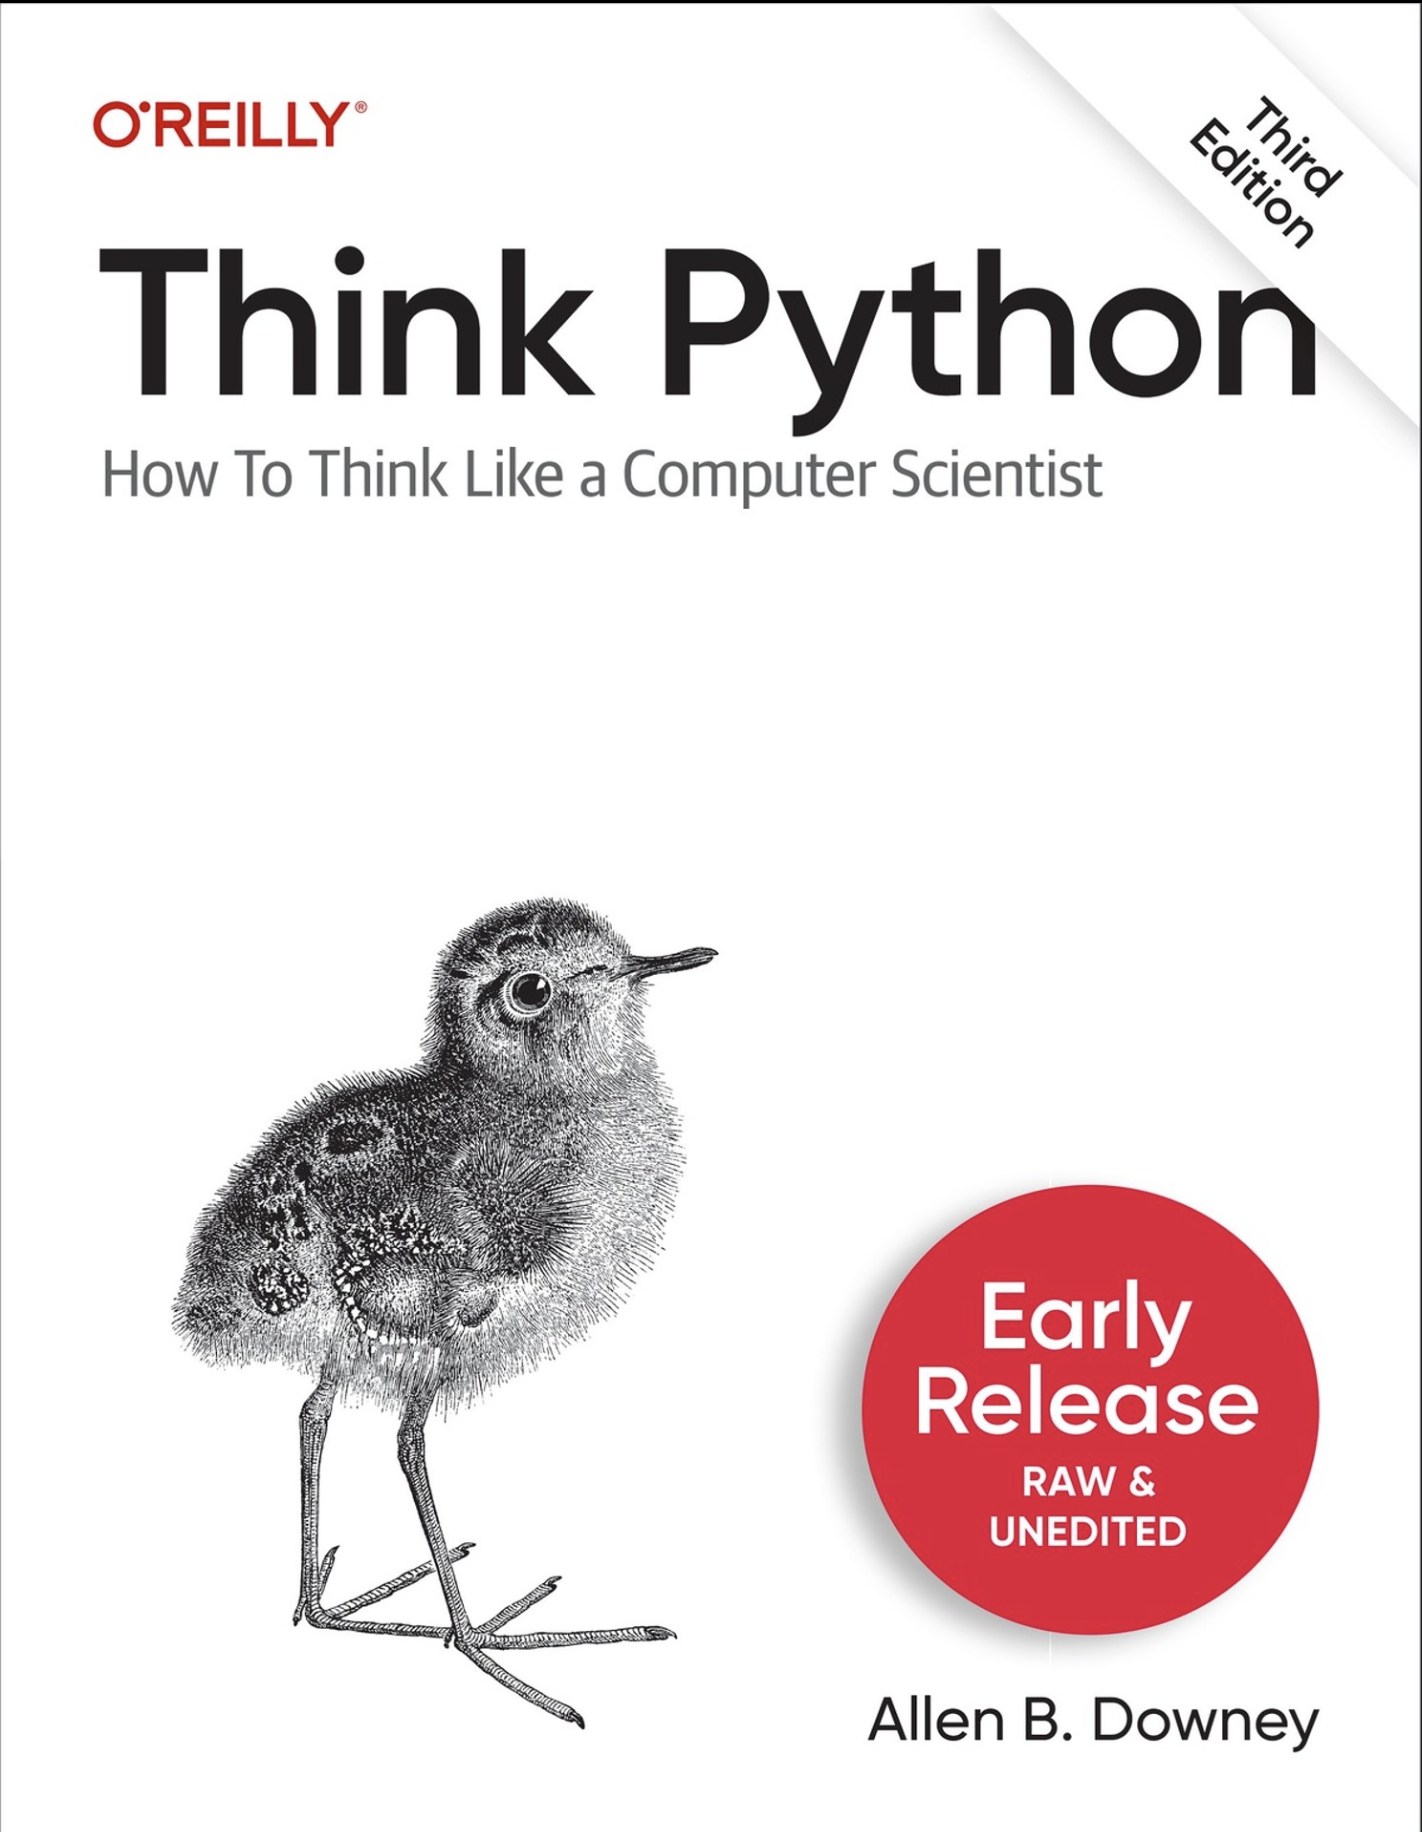 O'REILLY®
Third
Edition
Think Python
How To Think Like a Computer Scientist
Early
Release
RAW &
UNEDITED
Allen B. Downey